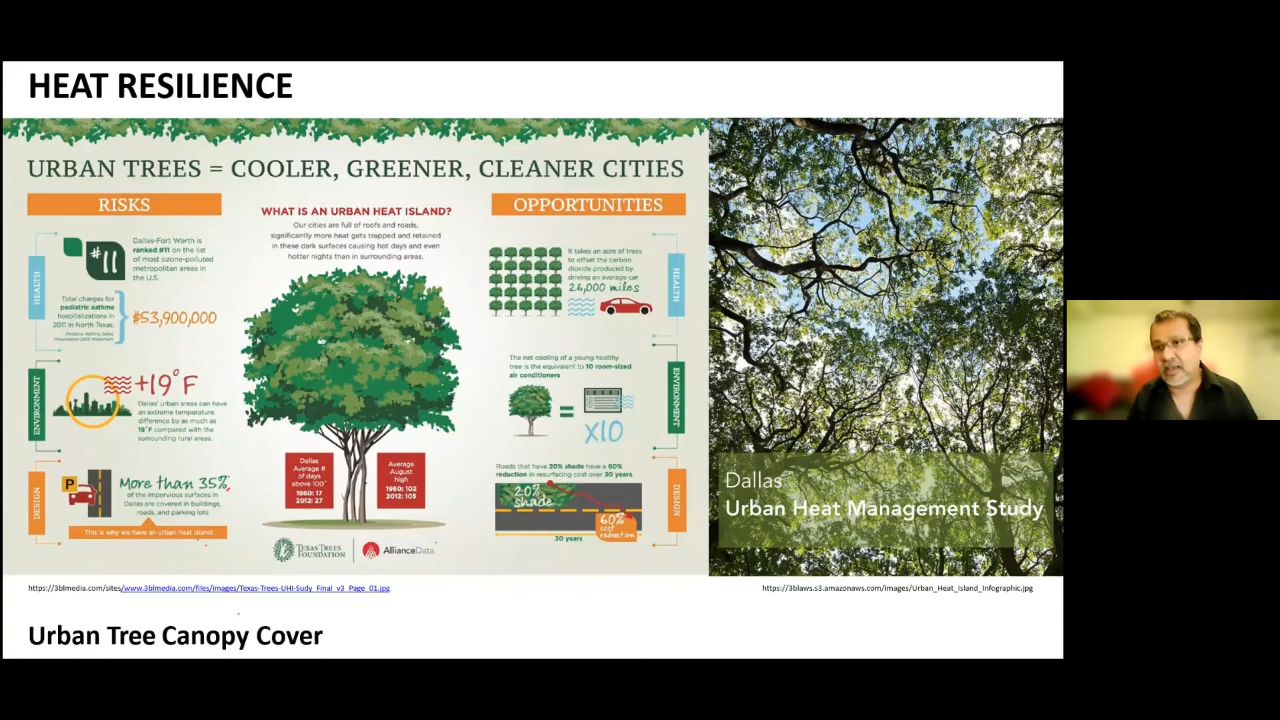 HEAT RESILIENCE
URBAN TREES = COOLER, GREENER, CLEANER CITIES
RISKS
HEALTH
#11
Dallas-Fort Worth is
ranked #11 on the list
of most ozone-polluted
metropolitan areas in
the U.S.
Total charges for
pediatric asthma
hospitalizations in
2011 in North Texas.
$53,900,000
ENVIRONMENT
+19°F
Dallas' urban areas can have
an extreme temperature
difference by as much as
19°F compared with the
surrounding rural areas.
DESIGN
P
More than 35%
of the impervious surfaces in
Dallas are covered in buildings,
roads, and parking lots.
This is why we have an urban heat island
WHAT IS AN URBAN HEAT ISLAND?
Our cities are full of roofs and roads,
significantly more heat gets trapped and retained
in these dark surfaces causing hot days and even
hotter nights than in surrounding areas.
Dallas
Average #
of days
above 100°
1960: 17
2012: 27
Average
August
high
1960: 102
2012: 105
TEXAS TREES
FOUNDATION
AllianceData
OPPORTUNITIES
It takes an acre of trees
to offset the carbon
dioxide produced by
driving an average car
26,000 miles
HEALTH
The net cooling of a young healthy
tree is the equivalent to 10 room-sized
air conditioners
=
X10
ENVIRONMENT
Roads that have 20% shade have a 60%
reduction in resurfacing cost over 30 years.
20%
shade
60%
cost
reduction
30 years
DESIGN
Dallas
Urban Heat Management Study
https://3blmedia.com/sites/www.3blmedia.com/files/images/Texas-Trees-UHI-Sudy_Final_v3_Page_01.jpg
https://3blaws.s3.amazonaws.com/images/Urban_Heat_Island_Infographic.jpg
Urban Tree Canopy Cover